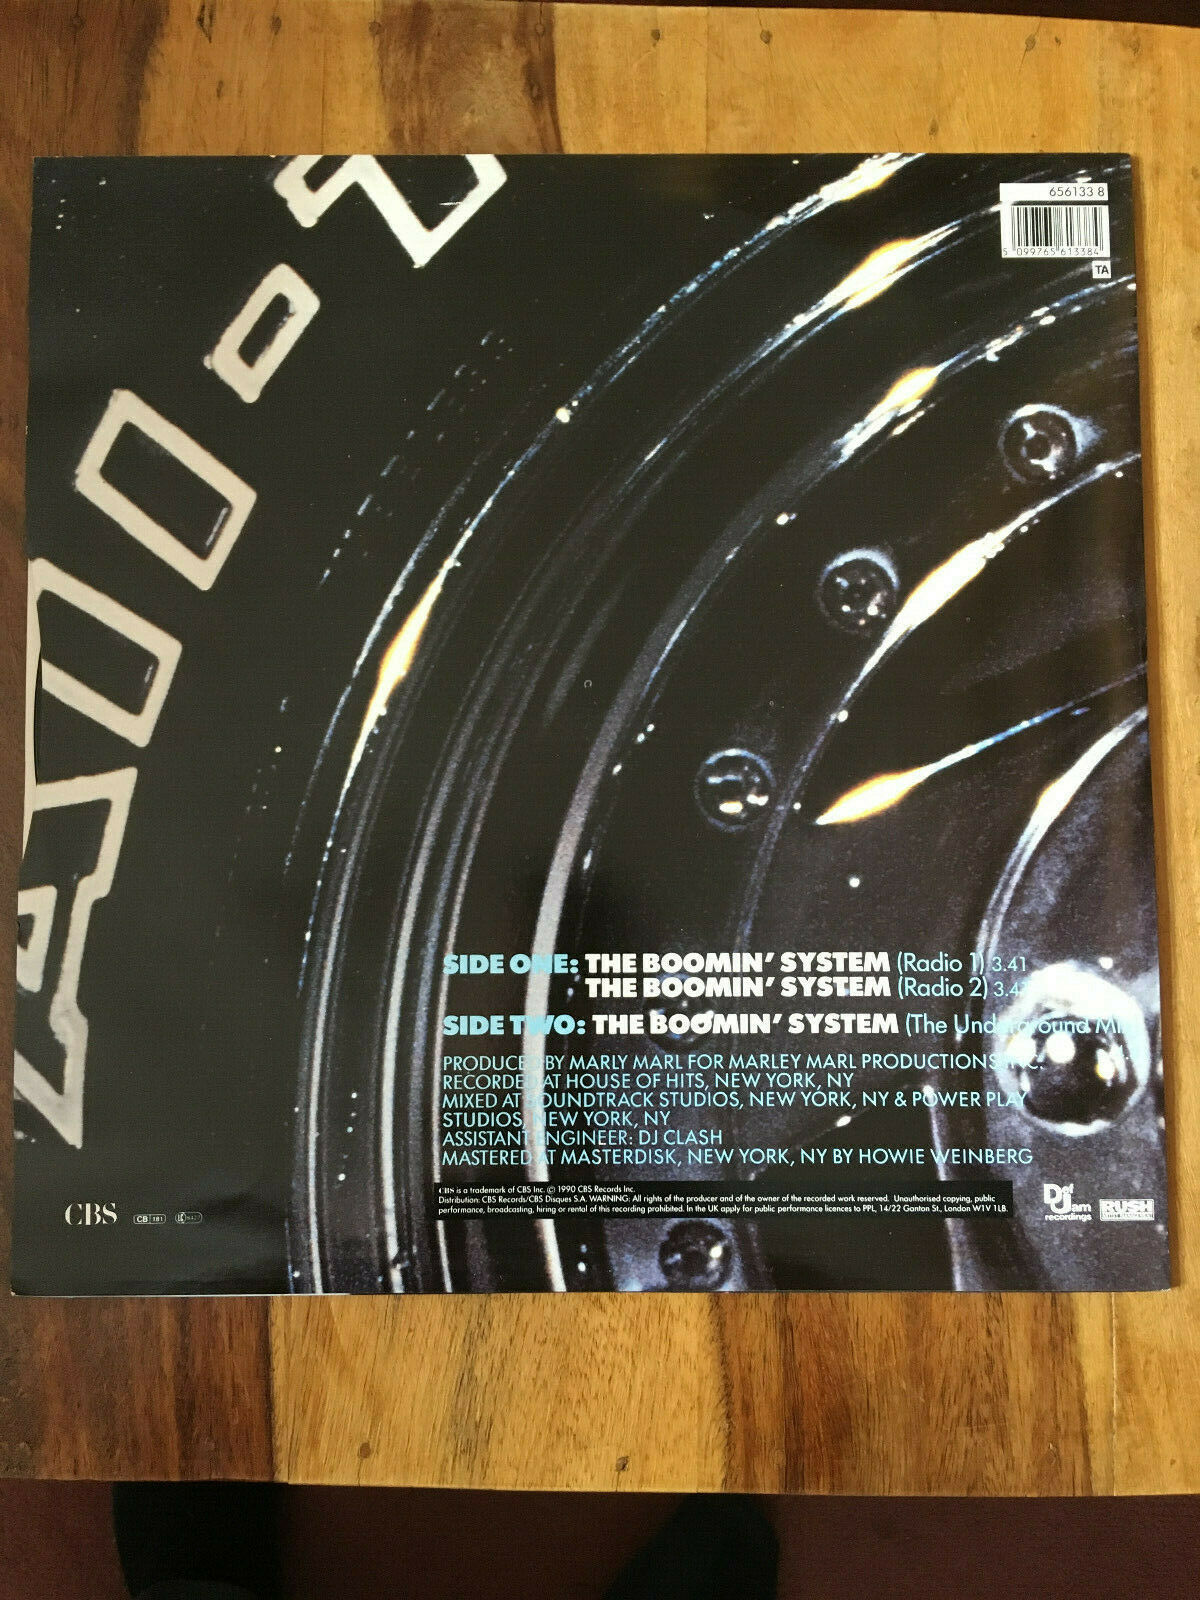 656133 8
5 099765 613384
TA
SIDE ONE: THE BOOMIN' SYSTEM (Radio 1) 3.41
THE BOOMIN' SYSTEM (Radio 2)
SIDE TWO: THE BOOMIN' SYSTEM (The Underground Mix)
PRODUCED BY MARLY MARL FOR MARLEY MARL PRODUCTIONS INC.
RECORDED AT HOUSE OF HITS, NEW YORK, NY
MIXED AT SOUNDTRACK STUDIOS, NEW YORK, NY & POWER PLAY
STUDIOS, NEW YORK, NY
ASSISTANT ENGINEER: DJ CLASH
MASTERED AT MASTERDISK, NEW YORK, NY BY HOWIE WEINBERG
CBS is a trademark of CBS Inc. ℗ 1990 CBS Records Inc.
Distribution: CBS Records/CBS Disques S.A. WARNING: All rights of the producer and of the owner of the recorded work reserved. Unauthorised copying, public
performance, broadcasting, hiring or rental of this recording prohibited. In the UK apply for public performance licences to PPL, 14/22 Ganton St., London W1V 1LB.
CBS
CB 181
Def Jam recordings
RUSH